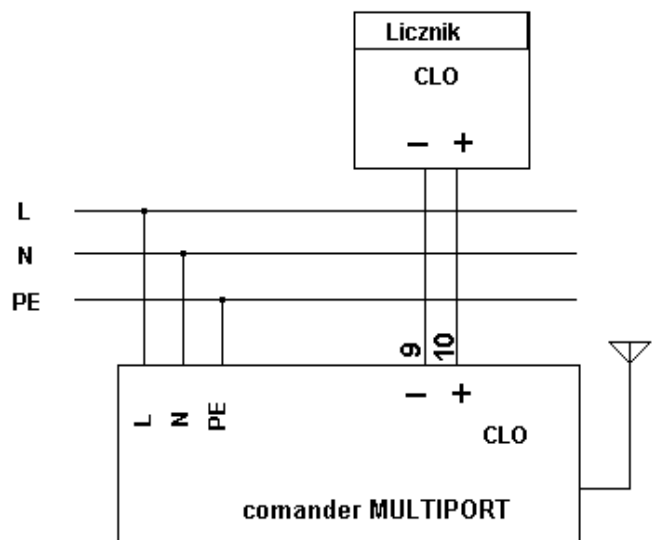 Licznik
CLO
– +
L
N
PE
9 10
L N PE
– +
CLO
comander MULTIPORT